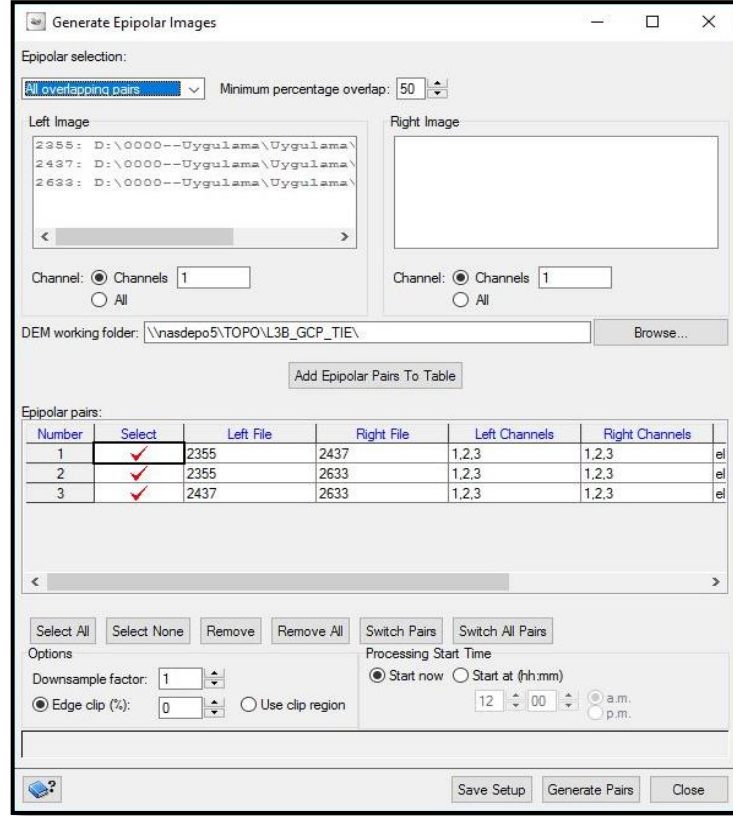 Generate Epipolar Images
Epipolar selection:
All overlapping pairs Minimum percentage overlap: 50
Left Image Right Image
2355: D:\0000--Uygulama\Uygulama\
2437: D:\0000--Uygulama\Uygulama\
2633: D:\0000--Uygulama\Uygulama\
Channel: Channels 1 Channel: Channels 1
All All
DEM working folder: \\nasdepo5\TOPO\L3B_GCP_TIE\ Browse...
Add Epipolar Pairs To Table
Epipolar pairs:
Number Select Left File Right File Left Channels Right Channels
1 2355 2437 1,2,3 1,2,3 el
2 2355 2633 1,2,3 1,2,3 el
3 2437 2633 1,2,3 1,2,3 el
Select All Select None Remove Remove All Switch Pairs Switch All Pairs
Options Processing Start Time
Downsample factor: 1 Start now Start at (hh:mm)
Edge clip (%): 0 Use clip region 12 00 a.m.
p.m.
Save Setup Generate Pairs Close